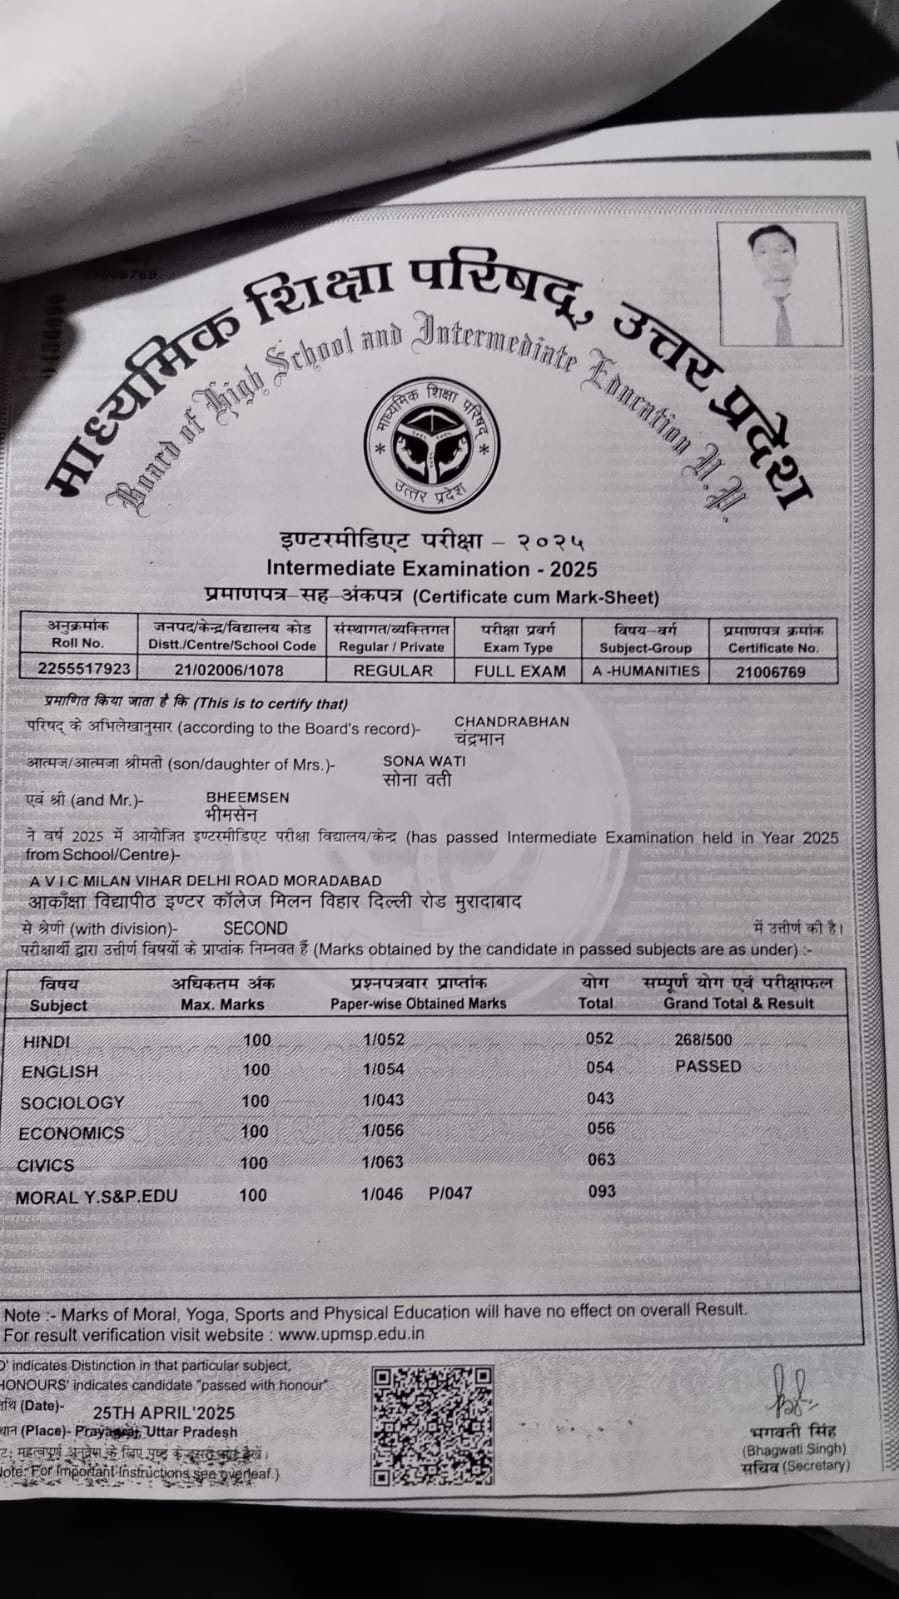 माध्यमिक शिक्षा परिषद्, उत्तर प्रदेश
Board of High School and Intermediate Education U.P.
माध्यमिक शिक्षा परिषद्
* *
उत्तर प्रदेश
इण्टरमीडिएट परीक्षा – २०२५
Intermediate Examination - 2025
प्रमाणपत्र–सह–अंकपत्र (Certificate cum Mark-Sheet)
अनुक्रमांक जनपद/केन्द्र/विद्यालय कोड संस्थागत/व्यक्तिगत परीक्षा प्रवर्ग विषय–वर्ग प्रमाणपत्र क्रमांक
Roll No. Distt./Centre/School Code Regular / Private Exam Type Subject-Group Certificate No.
2255517923 21/02006/1078 REGULAR FULL EXAM A -HUMANITIES 21006769
प्रमाणित किया जाता है कि (This is to certify that)
परिषद् के अभिलेखानुसार (according to the Board's record)- CHANDRABHAN
चंद्रभान
आत्मज/आत्मजा श्रीमती (son/daughter of Mrs.)- SONA WATI
सोना वती
एवं श्री (and Mr.)- BHEEMSEN
भीमसेन
ने वर्ष 2025 में आयोजित इण्टरमीडिएट परीक्षा विद्यालय/केन्द्र (has passed Intermediate Examination held in Year 2025
from School/Centre)-
A V I C MILAN VIHAR DELHI ROAD MORADABAD
आकाँक्षा विद्यापीठ इण्टर कॉलेज मिलन विहार दिल्ली रोड मुरादाबाद
से श्रेणी (with division)- SECOND में उत्तीर्ण की है।
परीक्षार्थी द्वारा उत्तीर्ण विषयों के प्राप्तांक निम्नवत हैं (Marks obtained by the candidate in passed subjects are as under) :-
विषय अधिकतम अंक प्रश्नपत्रवार प्राप्तांक योग सम्पूर्ण योग एवं परीक्षाफल
Subject Max. Marks Paper-wise Obtained Marks Total Grand Total & Result
HINDI 100 1/052 052 268/500
ENGLISH 100 1/054 054 PASSED
SOCIOLOGY 100 1/043 043
ECONOMICS 100 1/056 056
CIVICS 100 1/063 063
MORAL Y.S&P.EDU 100 1/046 P/047 093
Note :- Marks of Moral, Yoga, Sports and Physical Education will have no effect on overall Result.
For result verification visit website : www.upmsp.edu.in
D' indicates Distinction in that particular subject,
HONOURS' indicates candidate "passed with honour"
(Date)- 25TH APRIL'2025
(Place)- Prayagraj, Uttar Pradesh
महत्वपूर्ण अनुदेश के लिए पृष्ठ के दूसरी ओर देखें।
Note: For Important Instructions see overleaf.)
भगवती सिंह
(Bhagwati Singh)
सचिव (Secretary)